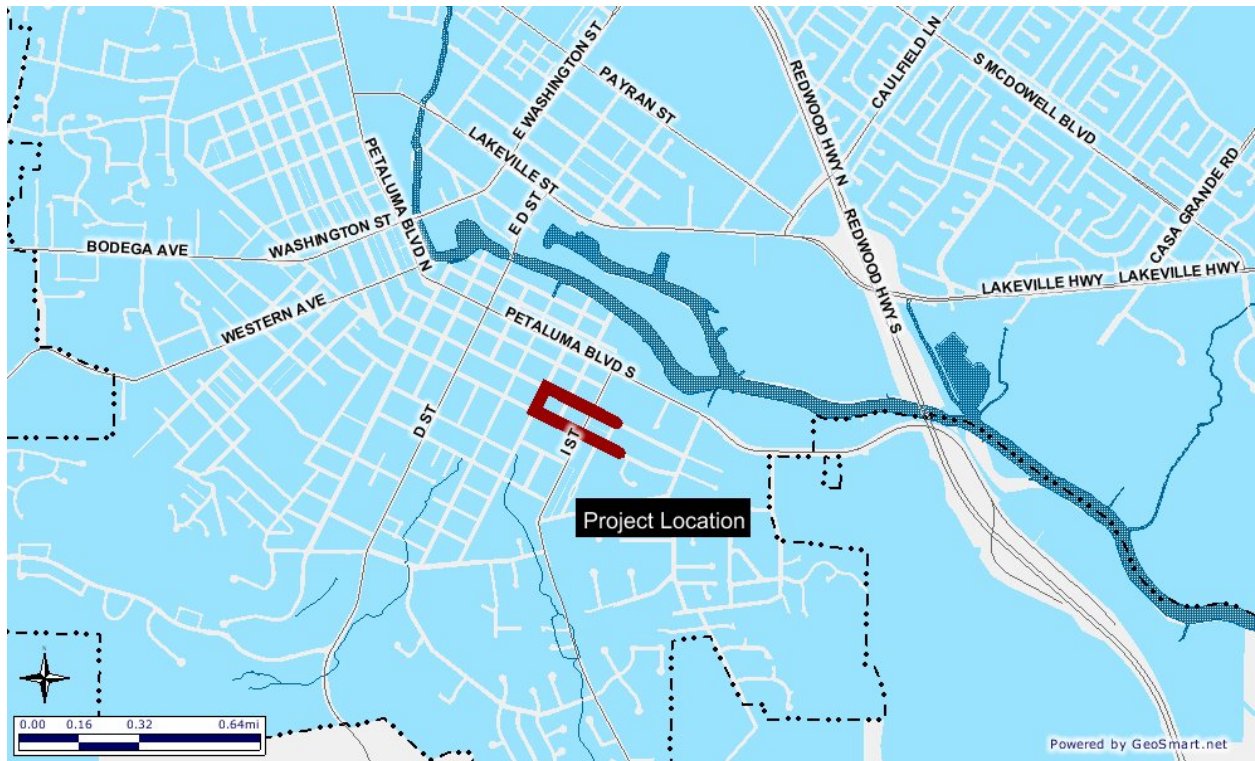 E WASHINGTON ST
PAYRAN ST
REDWOOD HWY N
CAULFIELD LN
S MCDOWELL BLVD
LAKEVILLE ST
PETALUMA BLVD N
E D ST
CASA GRANDE RD
WASHINGTON ST
BODEGA AVE
REDWOOD HWY S
LAKEVILLE HWY
LAKEVILLE HWY
WESTERN AVE
PETALUMA BLVD S
D ST
I ST
Project Location
N
0.00 0.16 0.32 0.64mi
Powered by GeoSmart.net